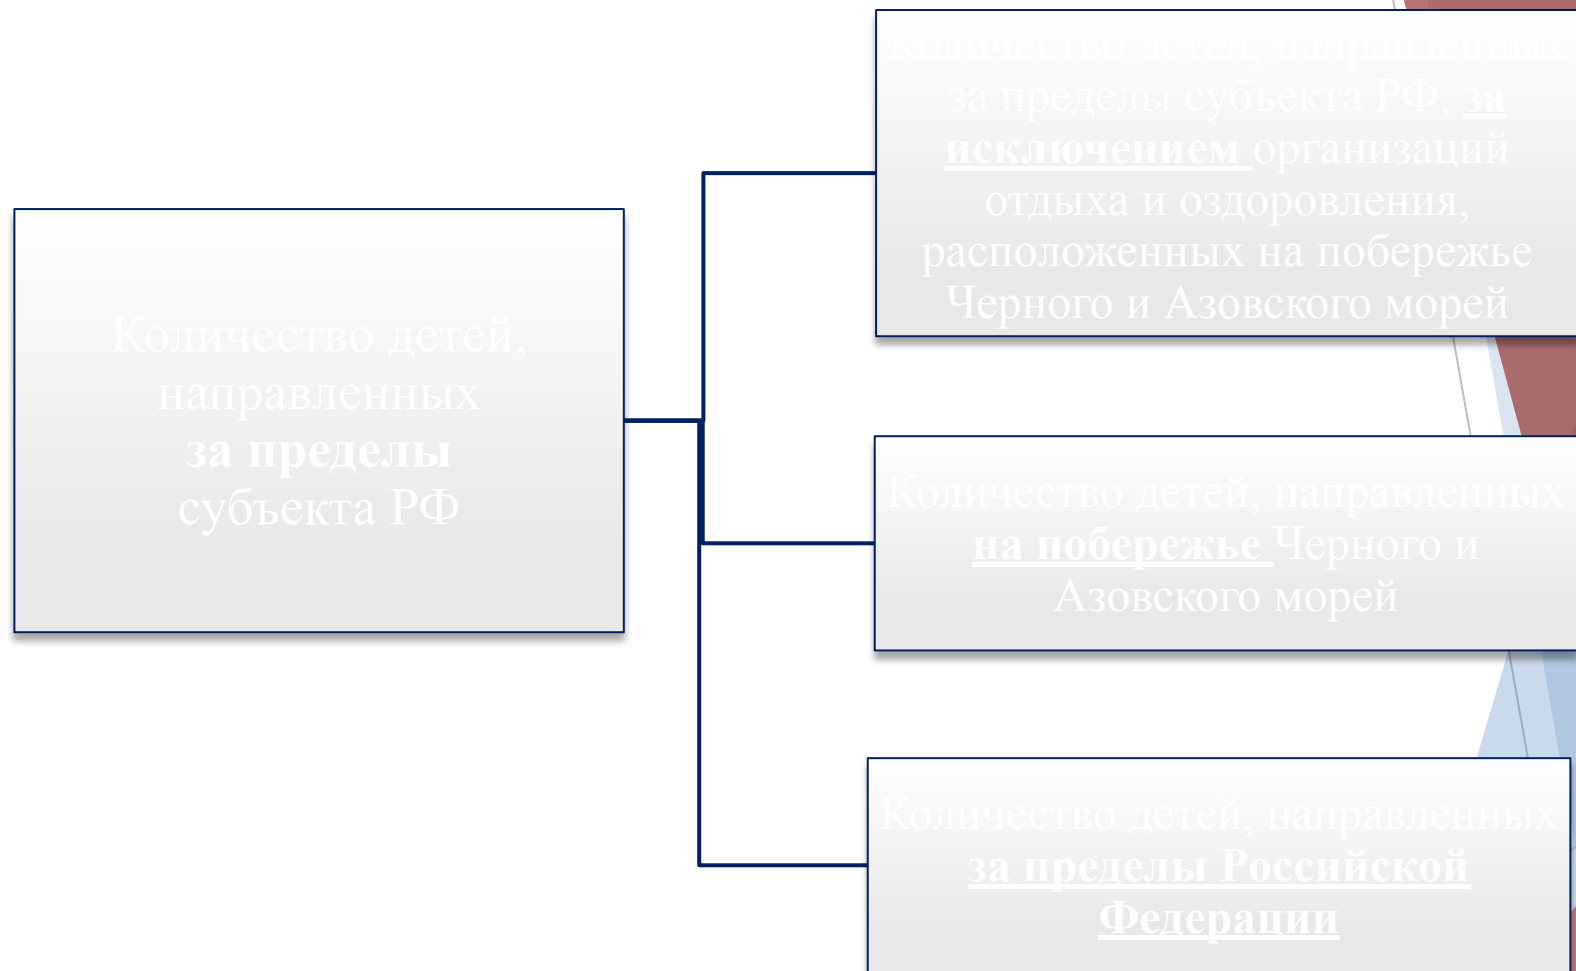 Количество детей,
направленных
за пределы
субъекта РФ
Количество детей, направленных
за пределы субъекта РФ, за
исключением организаций
отдыха и оздоровления,
расположенных на побережье
Черного и Азовского морей
Количество детей, направленных
на побережье Черного и
Азовского морей
Количество детей, направленных
за пределы Российской
Федерации